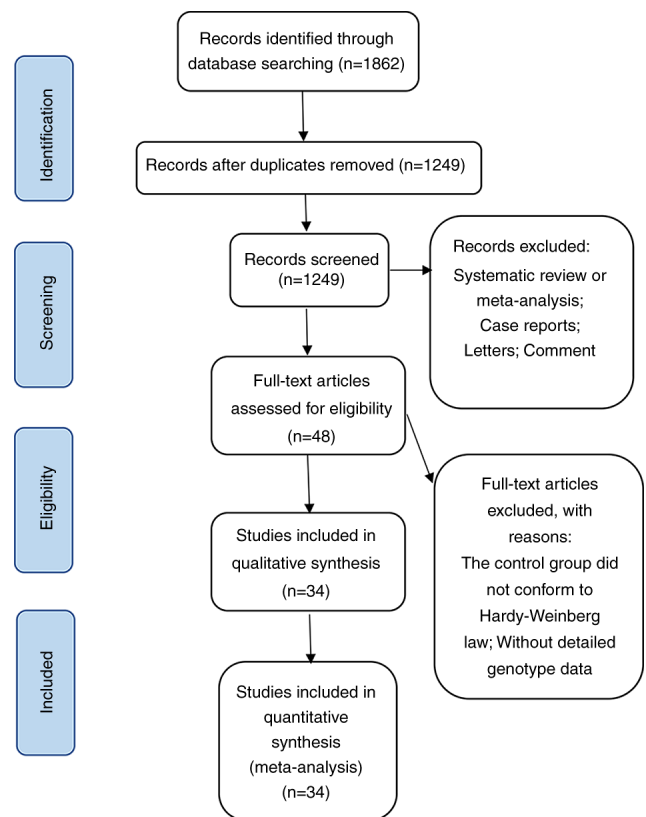 Records identified through
database searching (n=1862)
Identification
Records after duplicates removed (n=1249)
Records screened
(n=1249)
Records excluded:
Systematic review or
meta-analysis;
Case reports;
Letters; Comment
Screening
Full-text articles
assessed for eligibility
(n=48)
Eligibility
Full-text articles
excluded, with
reasons:
The control group did
not conform to
Hardy-Weinberg
law; Without detailed
genotype data
Studies included in
qualitative synthesis
(n=34)
Included
Studies included in
quantitative
synthesis
(meta-analysis)
(n=34)